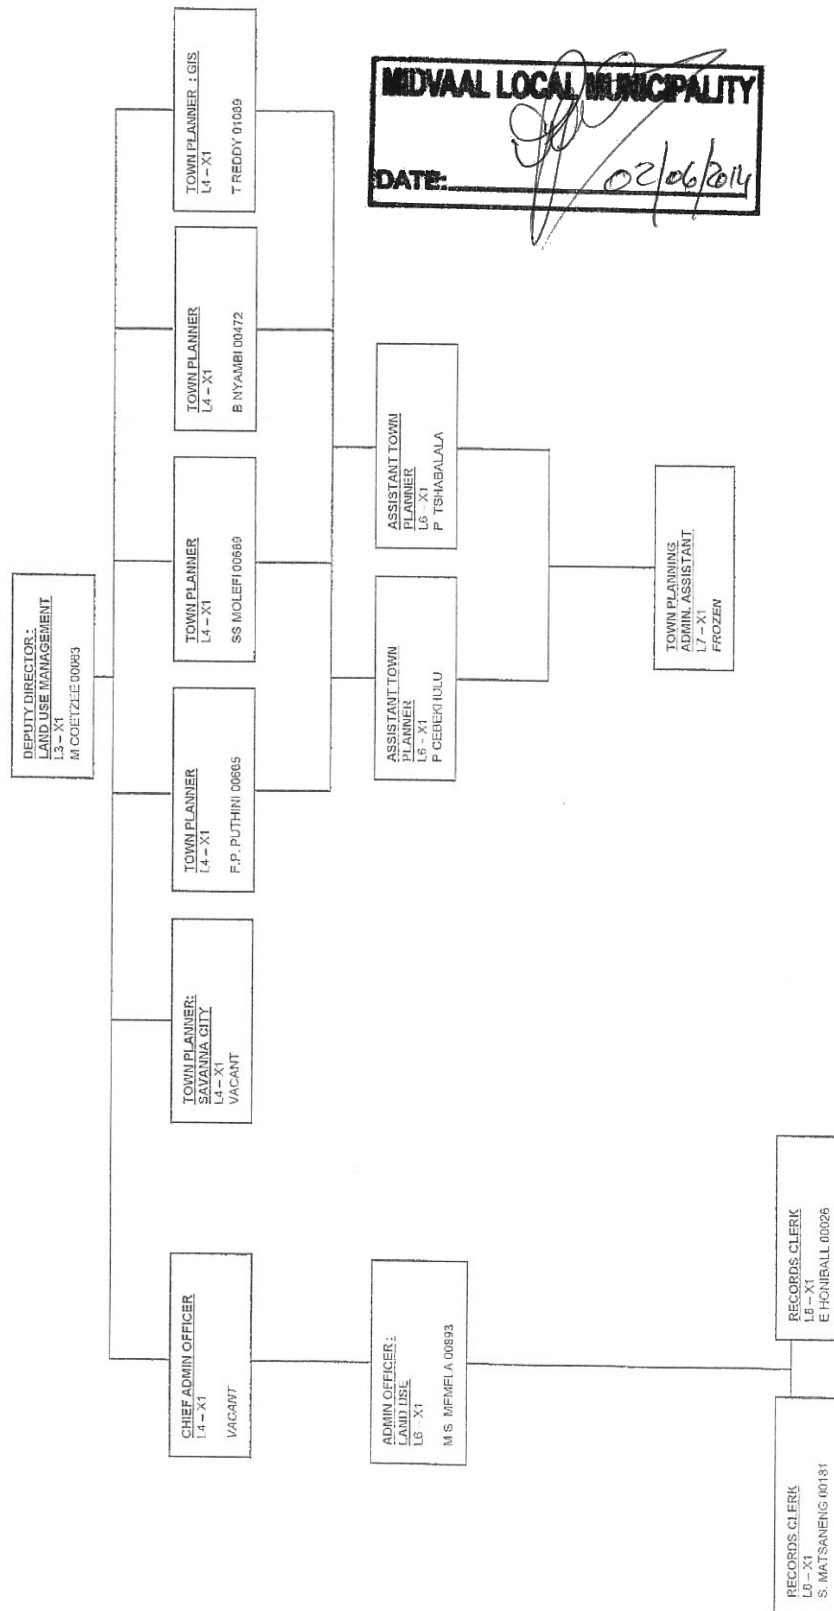 DEPUTY DIRECTOR :
LAND USE MANAGEMENT
L3 – X1
M COETZEE 00083
CHIEF ADMIN OFFICER
L4 – X1
VACANT
TOWN PLANNER:
SAVANNA CITY
L4 – X1
VACANT
TOWN PLANNER
L4 – X1
F.P. PUTHINI 00665
TOWN PLANNER
L4 – X1
SS MOLEFI 00689
TOWN PLANNER
L4 – X1
B NYAMBI 00472
TOWN PLANNER : GIS
L4 – X1
T REDDY 01089
ADMIN OFFICER :
LAND USE
L6 – X1
M S MEMELA 00893
ASSISTANT TOWN
PLANNER
L6 – X1
P CEBEKHULU
ASSISTANT TOWN
PLANNER
L6 – X1
P TSHABALALA
TOWN PLANNING
ADMIN. ASSISTANT
L7 – X1
FROZEN
RECORDS CLERK
L8 – X1
S. MATSANENG 00181
RECORDS CLERK
L8 – X1
E HONIBALL 00026
MIDVAAL LOCAL MUNICIPALITY
DATE: 02/06/2014